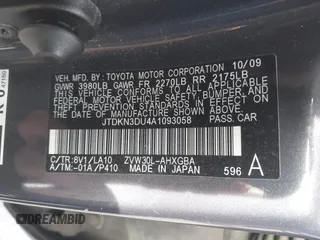 VEH. MFD. BY: TOYOTA MOTOR CORPORATION 10/09
GVWR 3980LB GAWR FR 2270LB RR 2175LB
THIS VEHICLE CONFORMS TO ALL APPLICABLE FEDERAL
MOTOR VEHICLE SAFETY, BUMPER, AND
THEFT PREVENTION STANDARDS IN EFFECT ON
THE DATE OF MANUFACTURE SHOWN ABOVE.
JTDKN3DU4A1093058
PASS. CAR
C/TR:8V1/LA10 ZVW30L-AHXGBA
A/TM:-01A/P410 MADE IN JAPAN 596 A
47180
DREAMBID